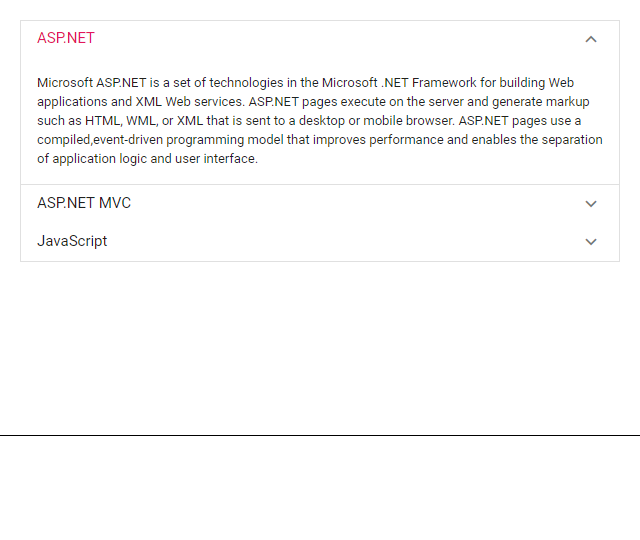 ASP.NET
Microsoft ASP.NET is a set of technologies in the Microsoft .NET Framework for building Web
applications and XML Web services. ASP.NET pages execute on the server and generate markup
such as HTML, WML, or XML that is sent to a desktop or mobile browser. ASP.NET pages use a
compiled,event-driven programming model that improves performance and enables the separation
of application logic and user interface.
ASP.NET MVC
JavaScript